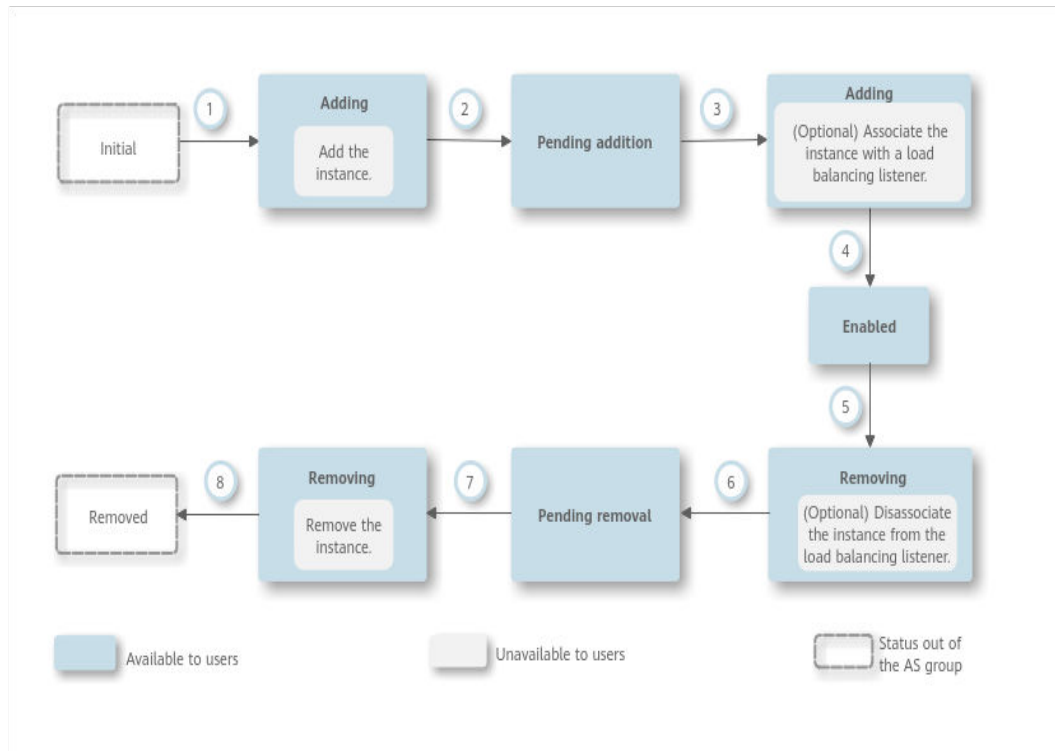 Initial
1
Adding
Add the
instance.
2
Pending addition
3
Adding
(Optional) Associate the
instance with a load
balancing listener.
4
Enabled
5
Removing
(Optional) Disassociate
the instance from the
load balancing listener.
6
Pending removal
7
Removing
Remove the
instance.
8
Removed
Available to users
Unavailable to users
Status out of
the AS group